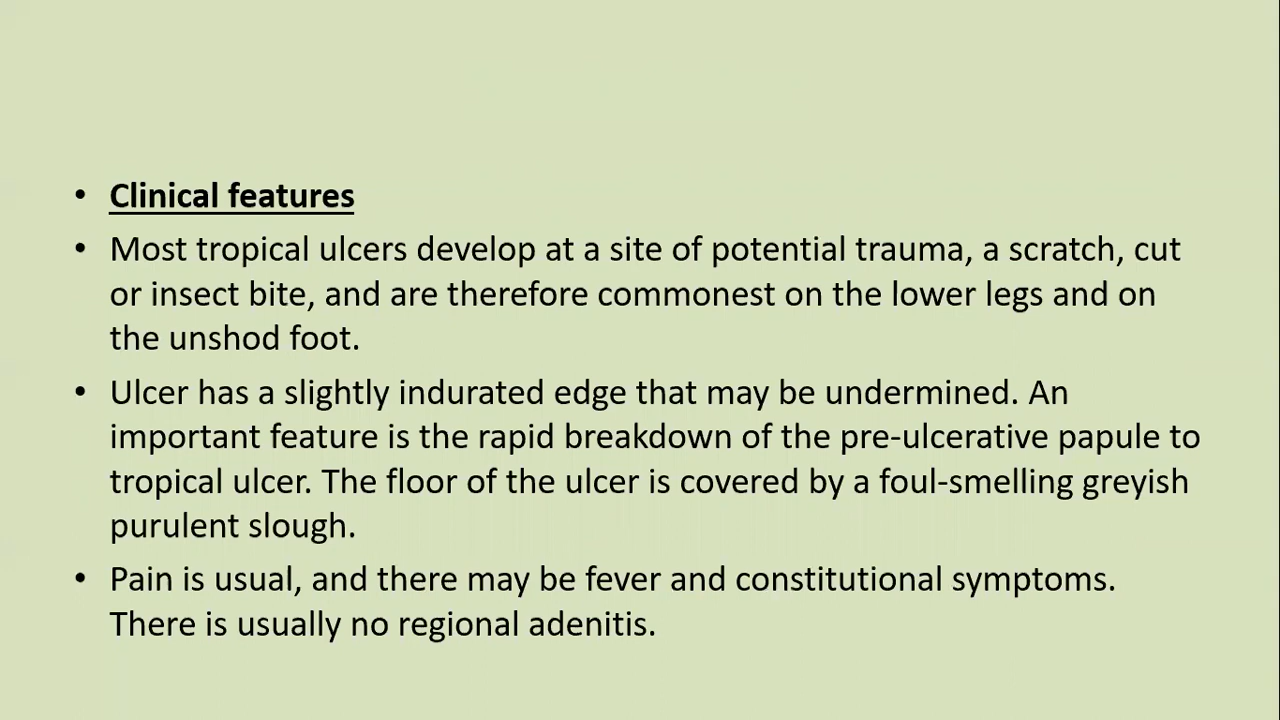 • Clinical features
• Most tropical ulcers develop at a site of potential trauma, a scratch, cut
or insect bite, and are therefore commonest on the lower legs and on
the unshod foot.
• Ulcer has a slightly indurated edge that may be undermined. An
important feature is the rapid breakdown of the pre-ulcerative papule to
tropical ulcer. The floor of the ulcer is covered by a foul-smelling greyish
purulent slough.
• Pain is usual, and there may be fever and constitutional symptoms.
There is usually no regional adenitis.